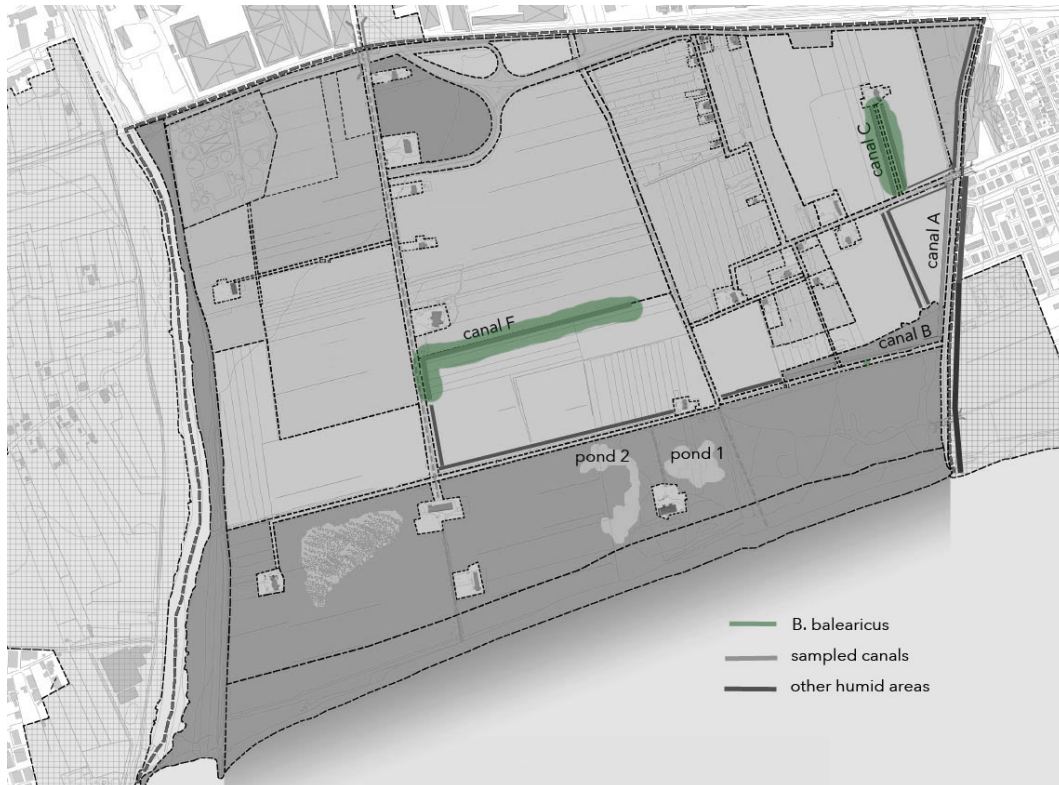 canal C
canal A
canal F
canal B
pond 2
pond 1
B. balearicus
sampled canals
other humid areas